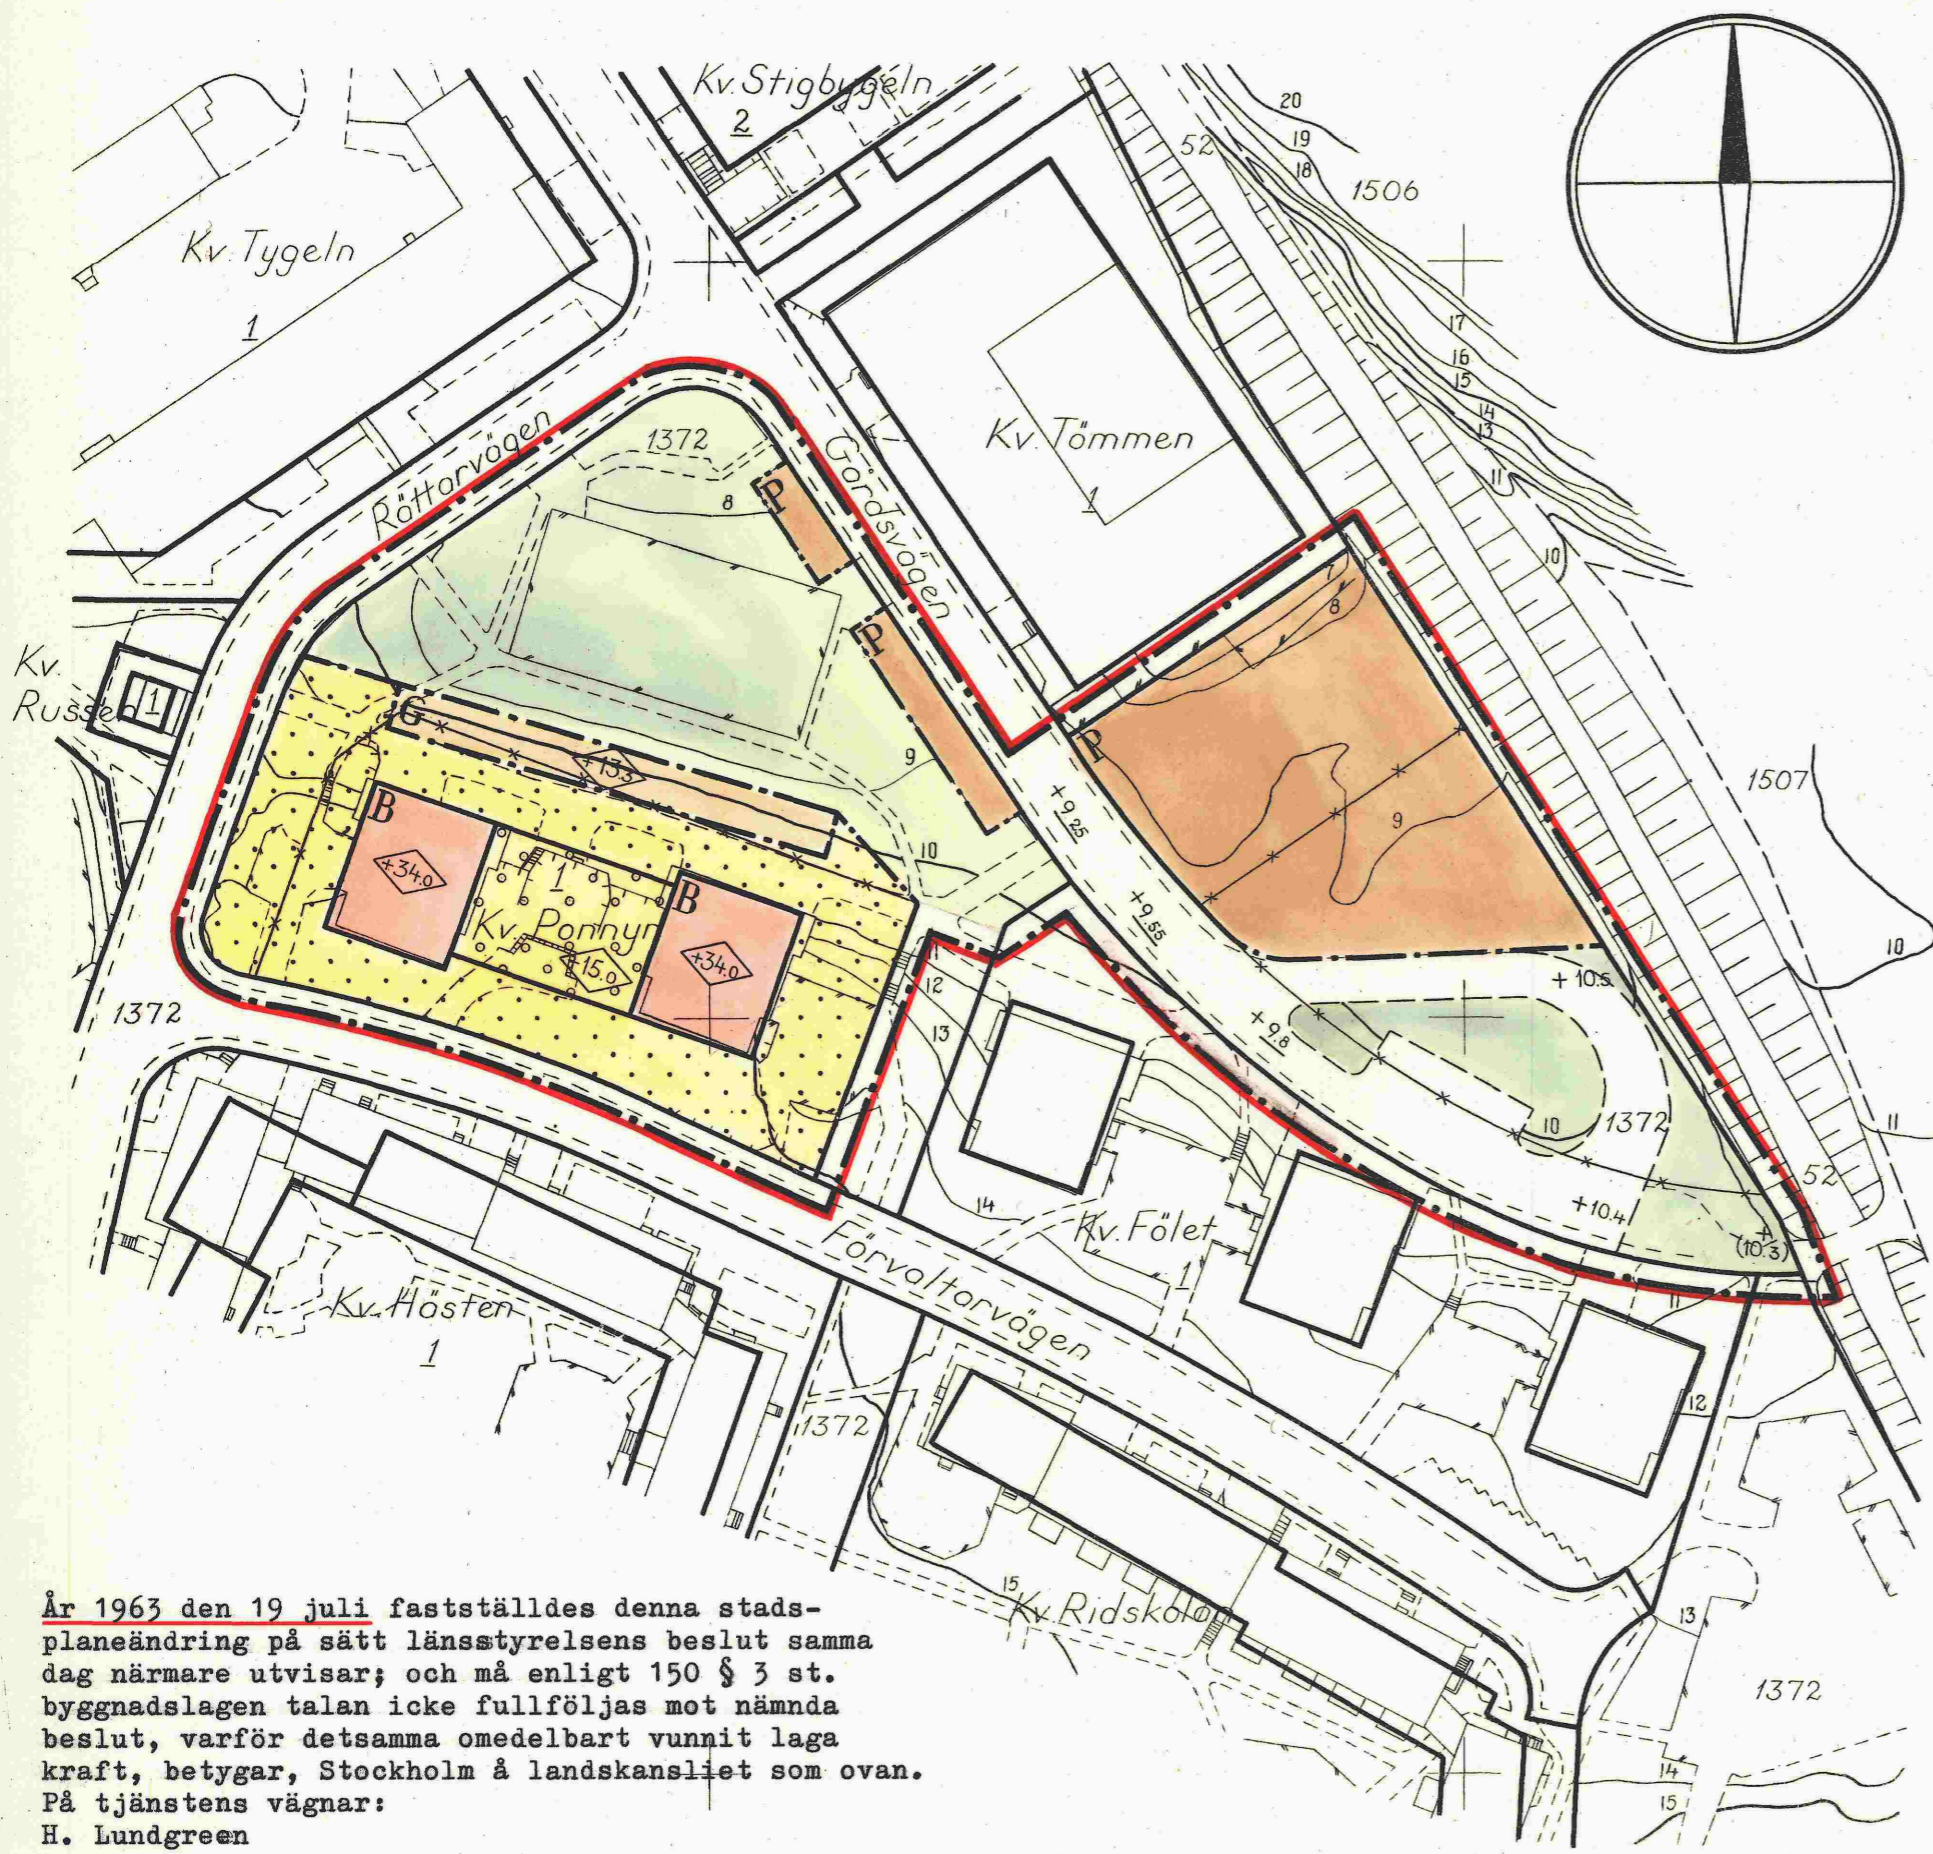 Kv. Stigbygeln
2
20
19
18
52
1506
Kv. Tygeln
1
17
16
15
14
13
11
10
Kv. Tömmen
1
Rättarvägen
1372
Gårdsvägen
8
P
P
7
8
Kv.
Russen
1
G
+13.3
9
P
+9.25
9
1507
10
B
+34.0
1
Kv. Ponnyn
+15.0
B
+34.0
10
+9.55
+10.5
1372
11
12
13
+9.8
10
1372
11
52
14
Kv. Fölet
1
+10.4
(10.3)
11
Förvaltarvägen
Kv. Hästen
1
1372
12
15
Kv. Ridskolan
13
1372
14
15
År 1963 den 19 juli fastställdes denna stads-
planeändring på sätt länsstyrelsens beslut samma
dag närmare utvisar; och må enligt 150 § 3 st.
byggnadslagen talan icke fullföljas mot nämnda
beslut, varför detsamma omedelbart vunnit laga
kraft, betygar, Stockholm å landskansliet som ovan.
På tjänstens vägnar:
H. Lundgreen